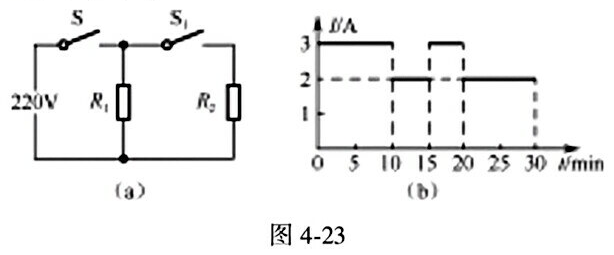 S S₁
220V R₁ R₂
(a)
I/A
3
2
1
0 5 10 15 20 25 30 t/min
(b)
图 4-23